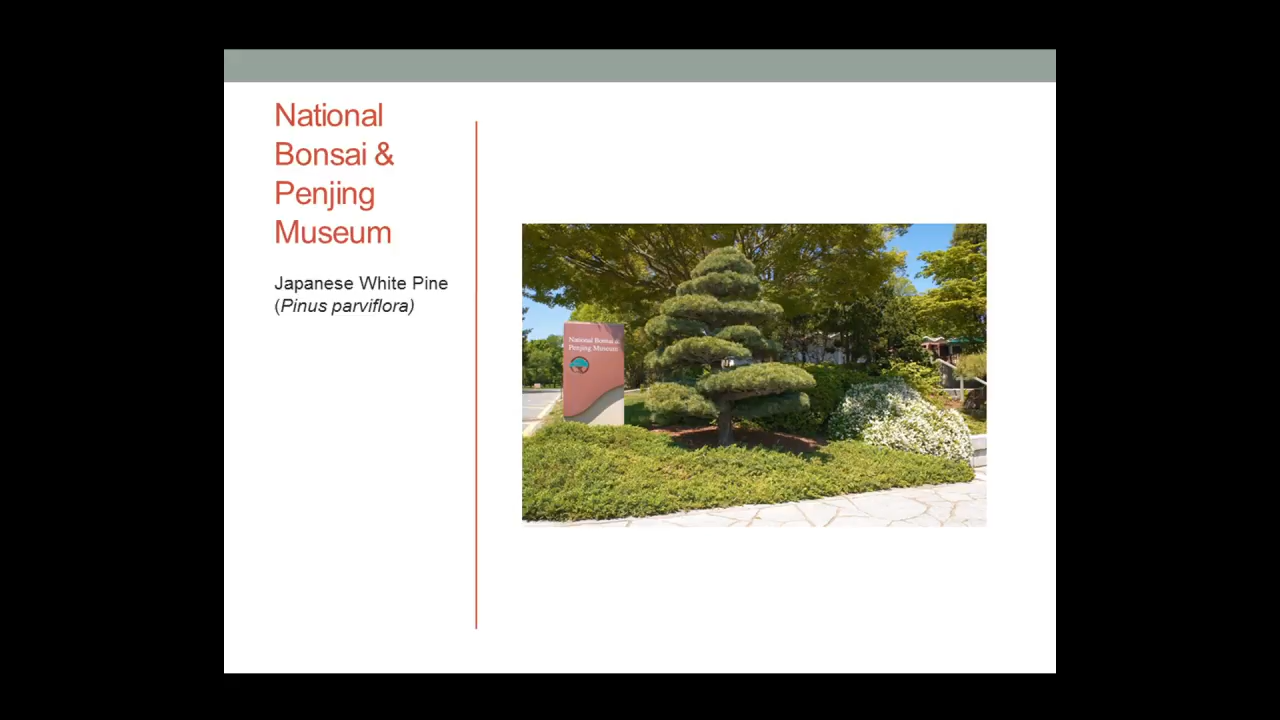 National
Bonsai &
Penjing
Museum
Japanese White Pine
(Pinus parviflora)
National Bonsai &
Penjing Museum